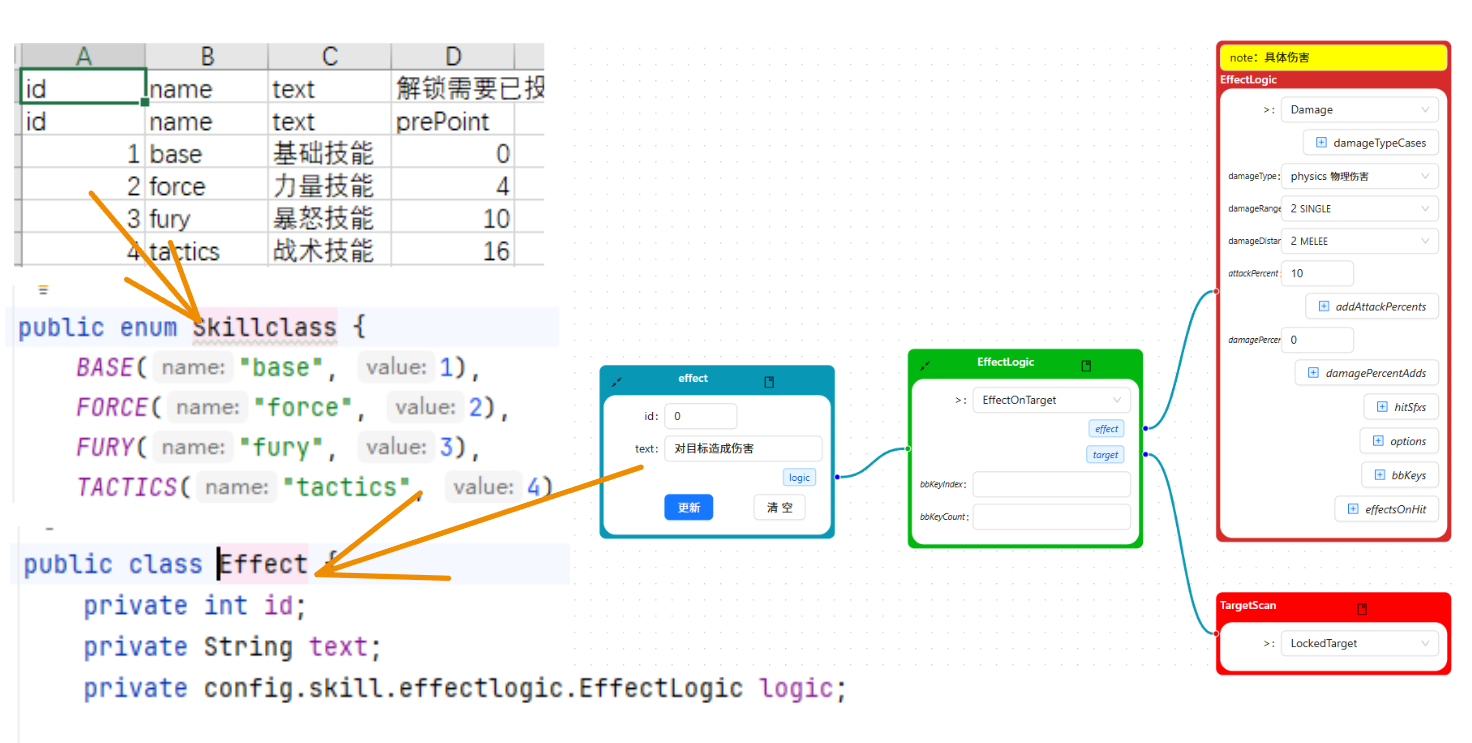 A B C D
id name text 解锁需要已投
id name text prePoint
1 base 基础技能 0
2 force 力量技能 4
3 fury 暴怒技能 10
4 tactics 战术技能 16
public enum Skillclass {
BASE( name: "base", value: 1),
FORCE( name: "force", value: 2),
FURY( name: "fury", value: 3),
TACTICS( name: "tactics", value: 4)
public class Effect {
private int id;
private String text;
private config.skill.effectlogic.EffectLogic logic;
effect
id: 0
text: 对目标造成伤害
logic
更新 清 空
EffectLogic
>: EffectOnTarget
effect
target
bbKeyIndex:
bbKeyCount:
note: 具体伤害
EffectLogic
>: Damage
damageTypeCases
damageType: physics 物理伤害
damageRange 2 SINGLE
damageDistar 2 MELEE
attackPercent: 10
addAttackPercents
damagePercer 0
damagePercentAdds
hitSfxs
options
bbKeys
effectsOnHit
TargetScan
>: LockedTarget